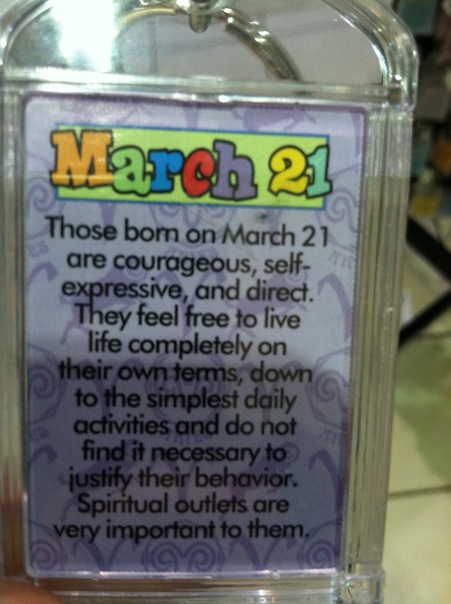 March 21
Those born on March 21
are courageous, self-
expressive, and direct.
They feel free to live
life completely on
their own terms, down
to the simplest daily
activities and do not
find it necessary to
justify their behavior.
Spiritual outlets are
very important to them.